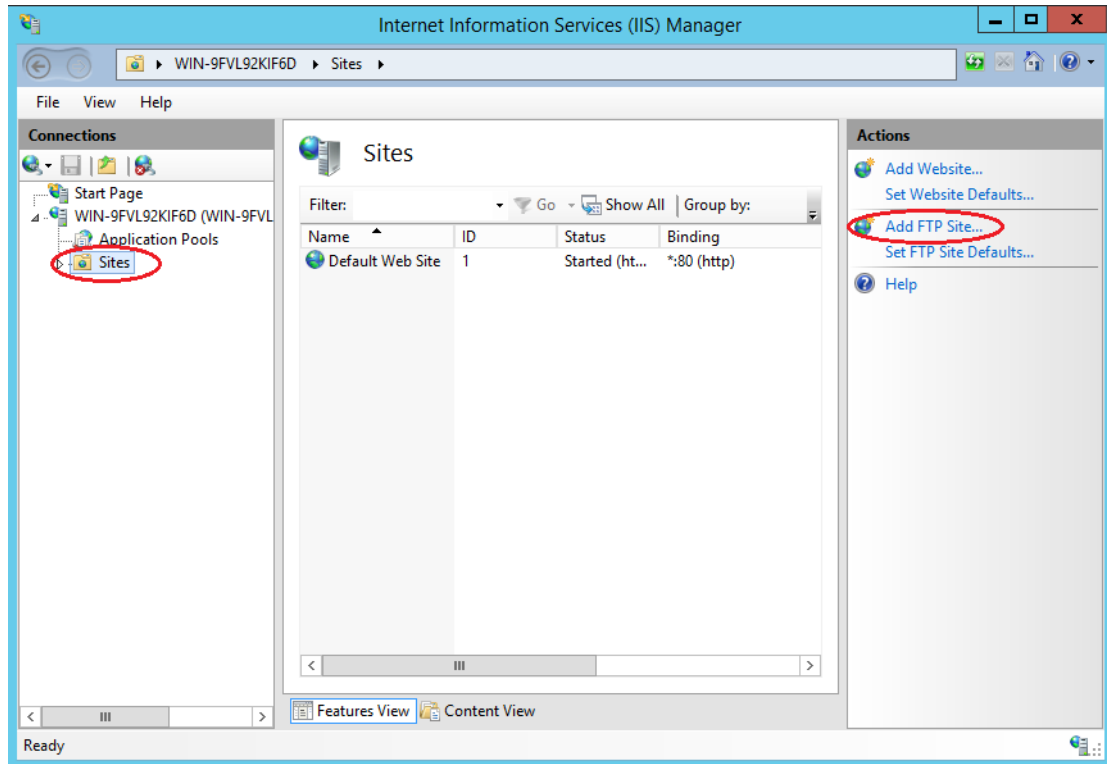 Internet Information Services (IIS) Manager
WIN-9FVL92KIF6D Sites
File View Help
Connections
Start Page
WIN-9FVL92KIF6D (WIN-9FVL
Application Pools
Sites
Sites
Filter: Go Show All Group by:
Name ID Status Binding
Default Web Site 1 Started (ht... *:80 (http)
Features View Content View
Actions
Add Website...
Set Website Defaults...
Add FTP Site...
Set FTP Site Defaults...
Help
Ready